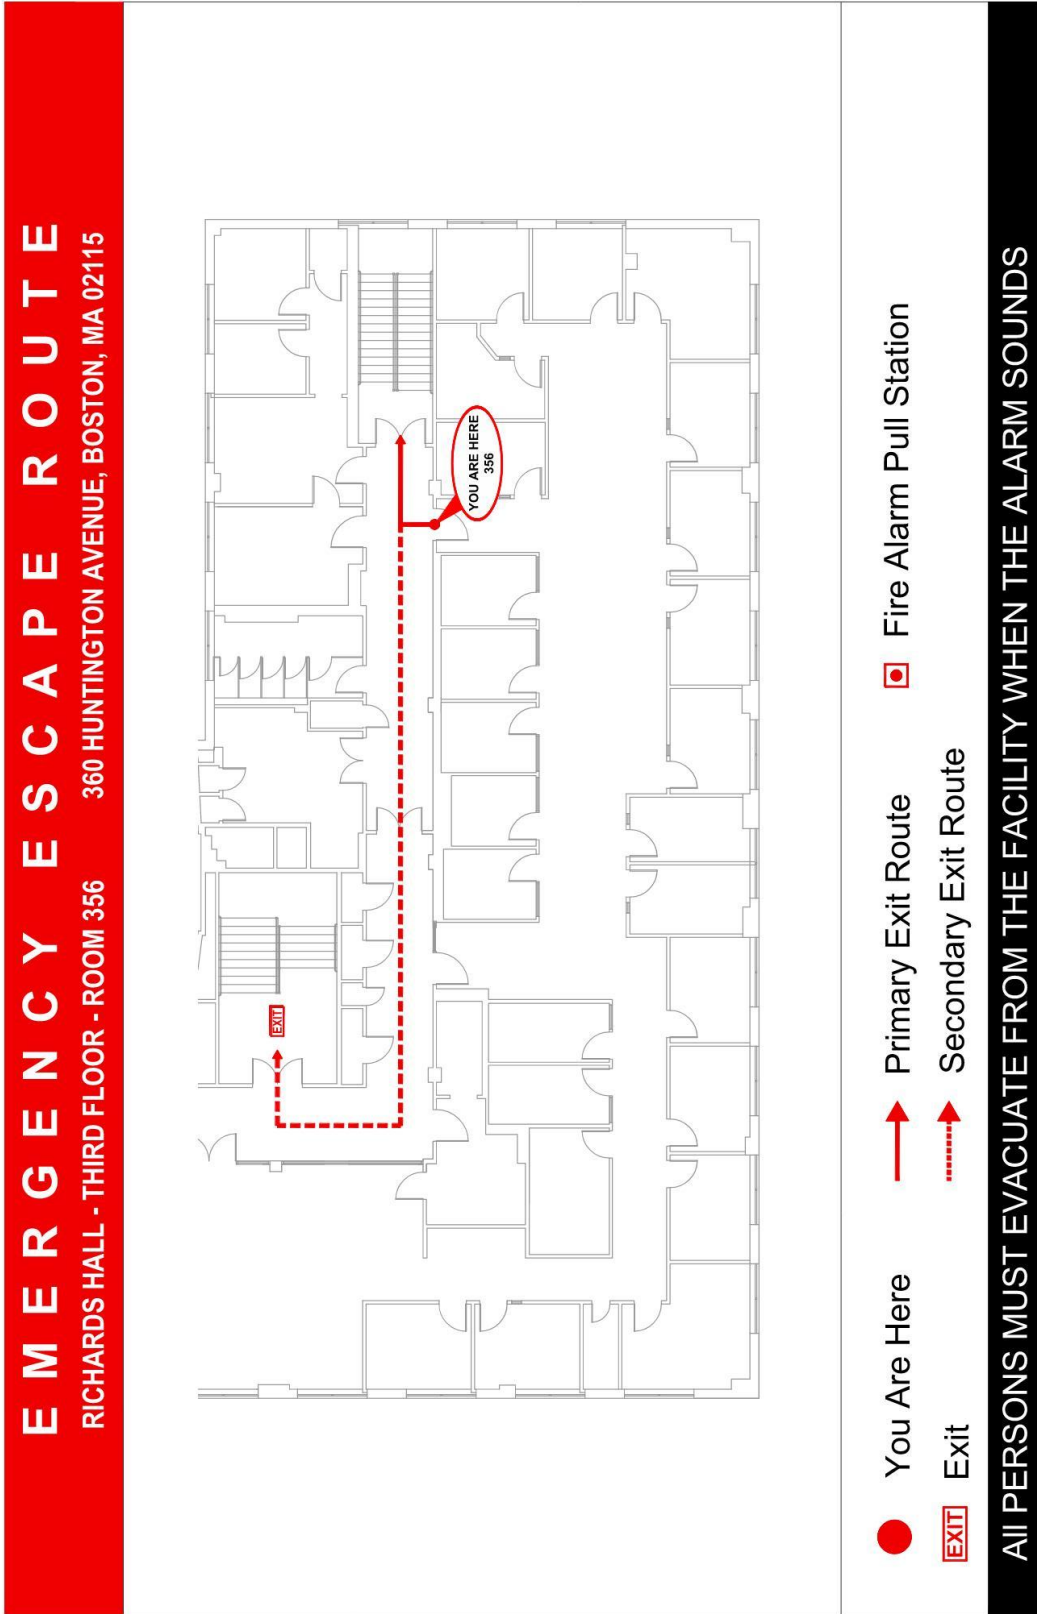 EMERGENCY ESCAPE ROUTE
RICHARDS HALL - THIRD FLOOR - ROOM 356 360 HUNTINGTON AVENUE, BOSTON, MA 02115
EXIT
YOU ARE HERE
356
You Are Here Primary Exit Route Fire Alarm Pull Station
EXIT Exit Secondary Exit Route
All PERSONS MUST EVACUATE FROM THE FACILITY WHEN THE ALARM SOUNDS